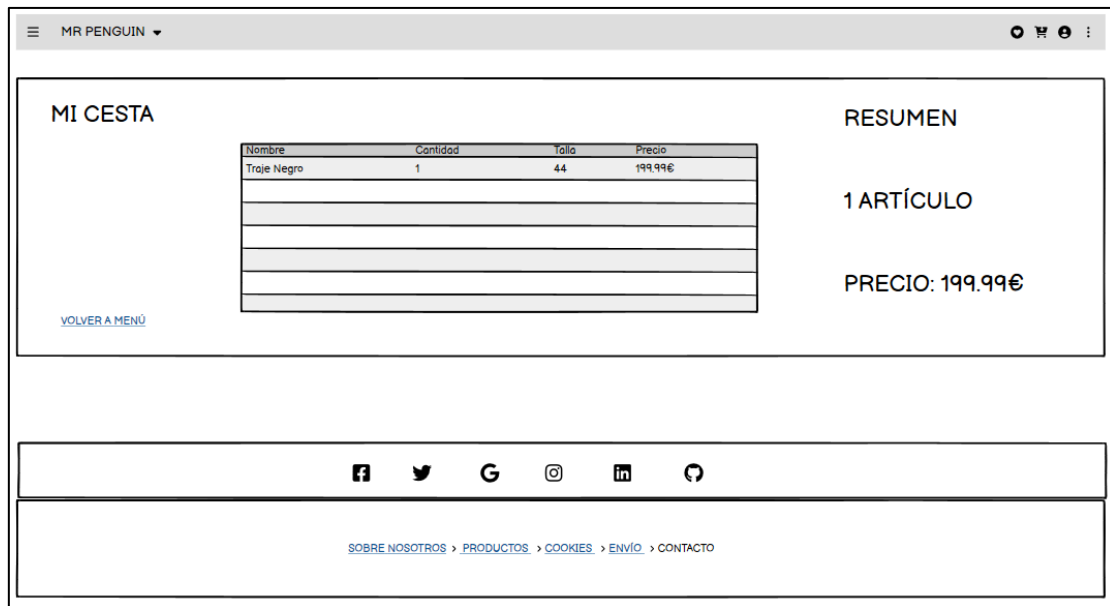 MR PENGUIN
MI CESTA
Nombre Cantidad Talla Precio
Traje Negro 1 44 199.99€
VOLVER A MENÚ
RESUMEN
1 ARTÍCULO
PRECIO: 199.99€
SOBRE NOSOTROS > PRODUCTOS > COOKIES > ENVÍO > CONTACTO